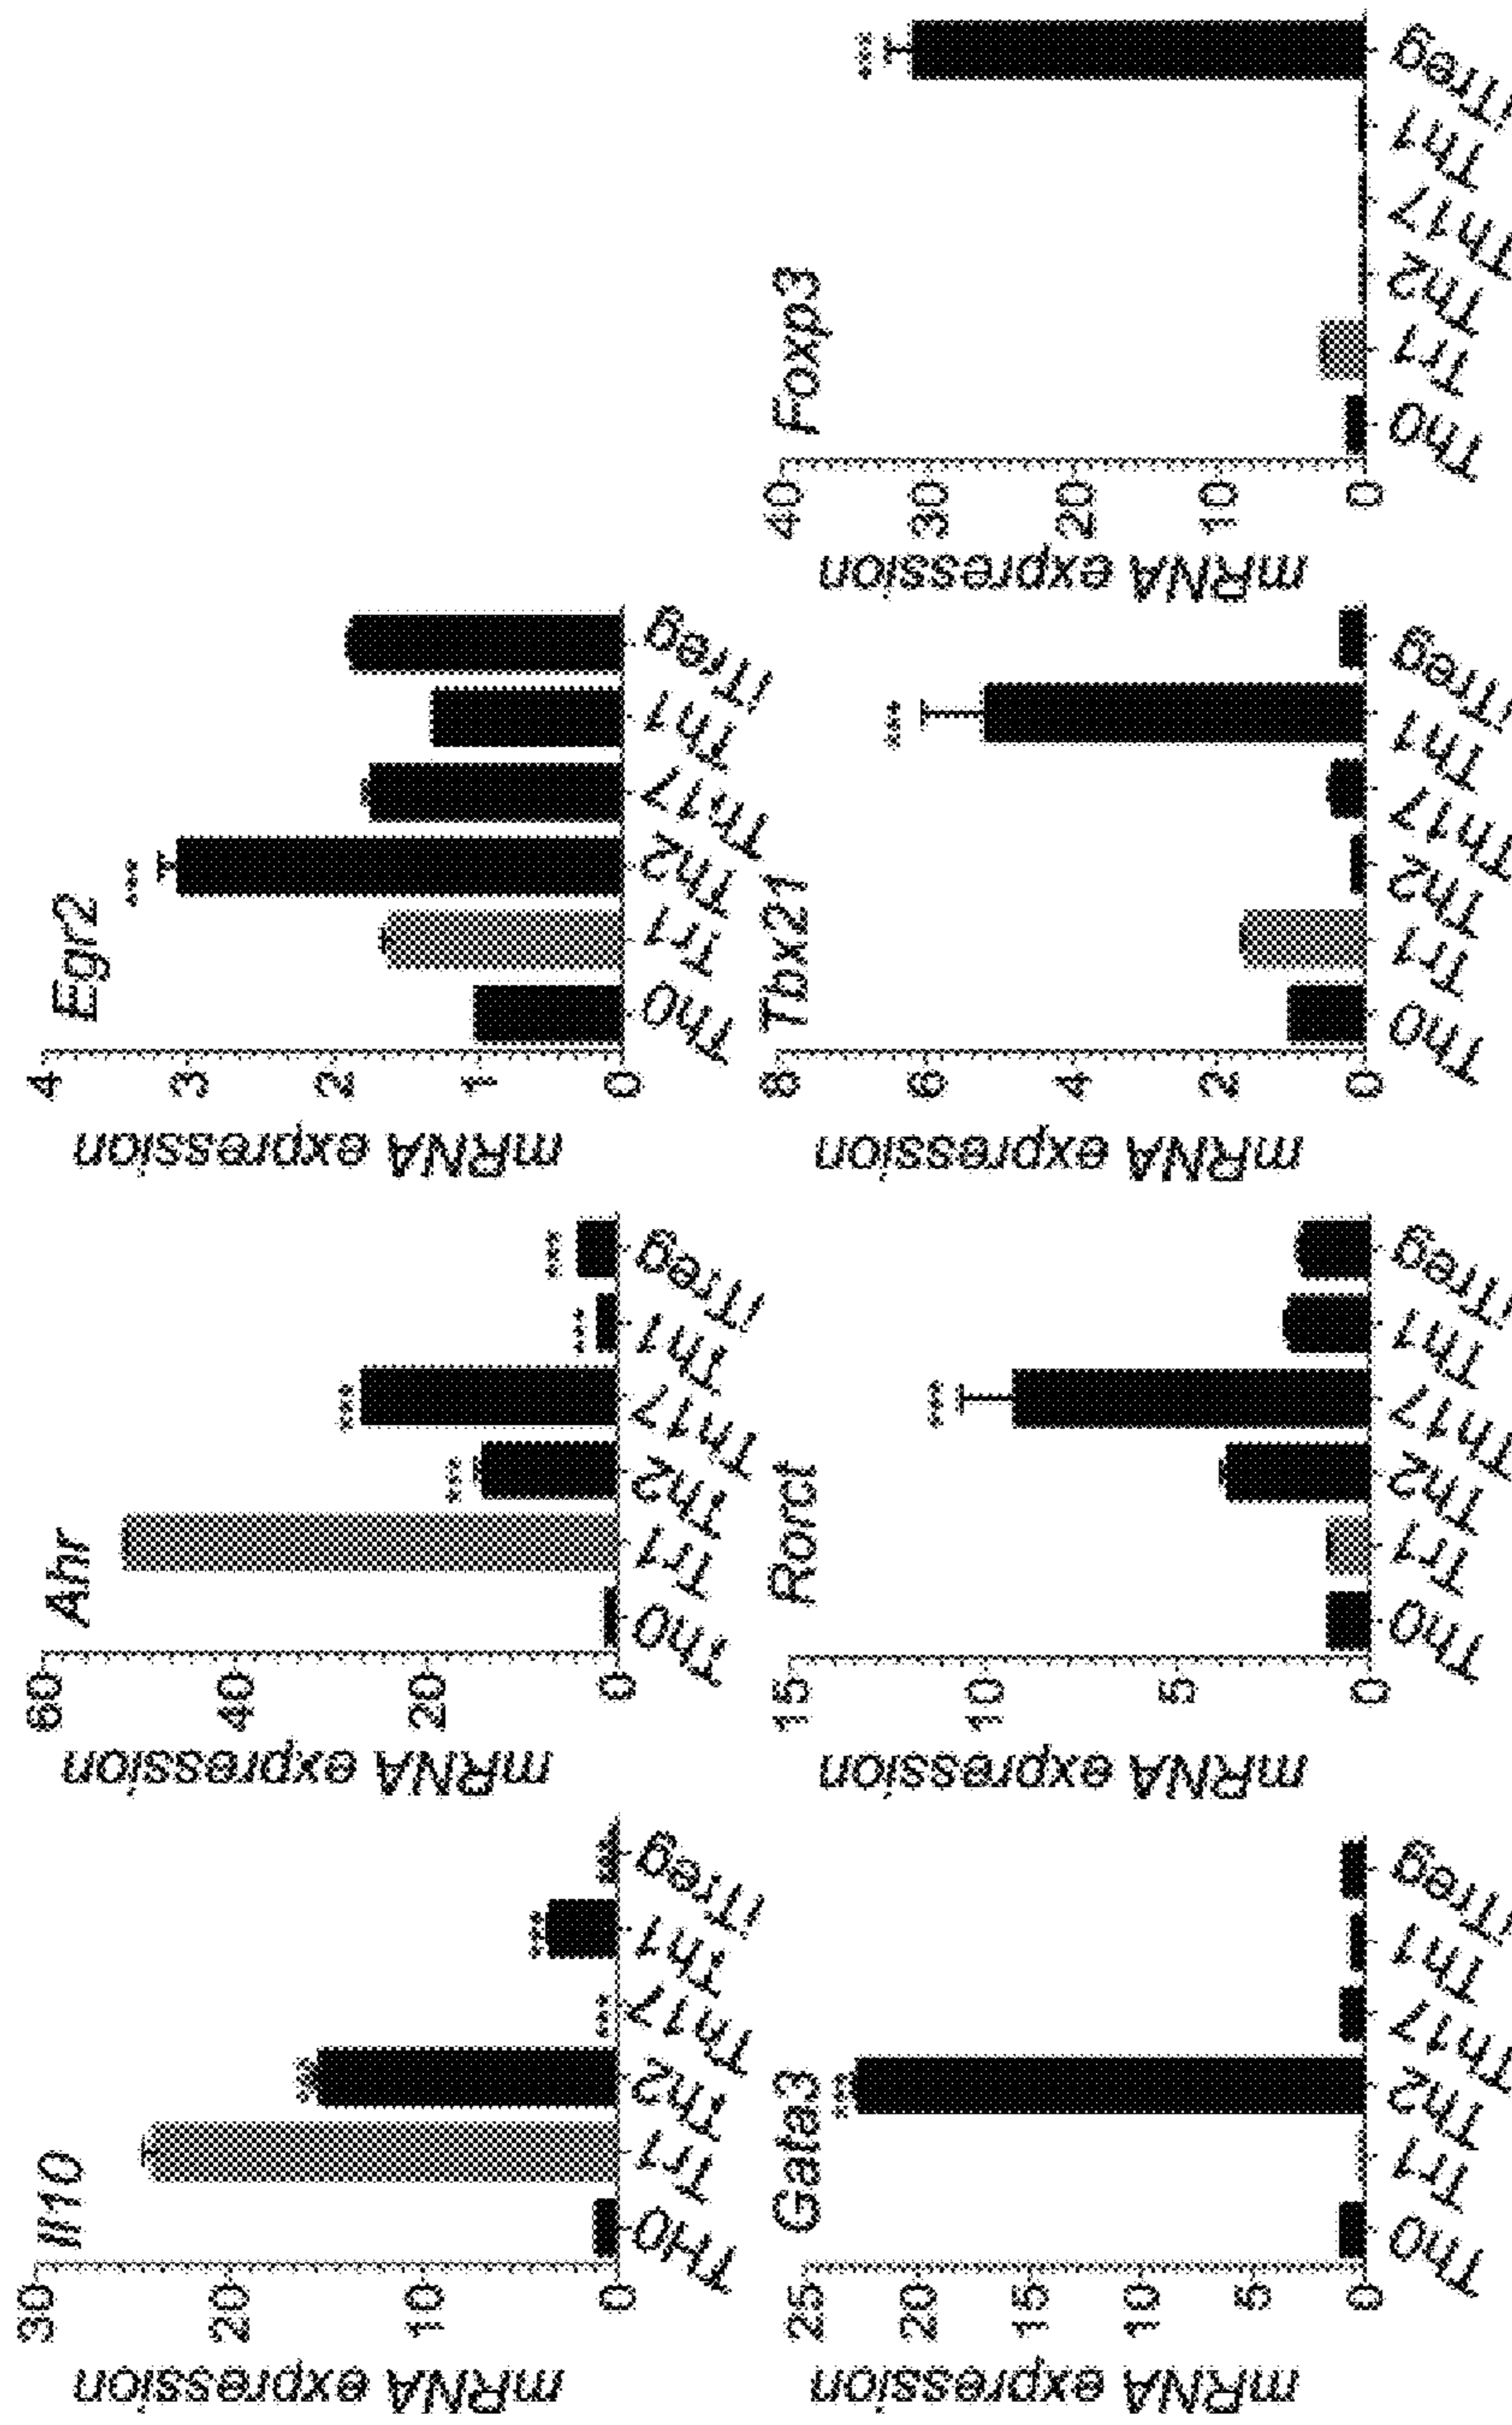 Il10
mRNA expression
30
20
10
0
TH0 Tr1 Th2 Th17 Th1 iTreg
***
***
***
***
Ahr
mRNA expression
60
40
20
0
Th0 Tr1 Th2 Th17 Th1 iTreg
***
***
***
***
Egr2
mRNA expression
4
3
2
1
0
Th0 Tr1 Th2 Th17 Th1 iTreg
***
Gata3
mRNA expression
25
20
15
10
5
0
Th0 Tr1 Th2 Th17 Th1 iTreg
***
Rorct
mRNA expression
15
10
5
0
Th0 Tr1 Th2 Th17 Th1 iTreg
***
Tbx21
mRNA expression
8
6
4
2
0
Th0 Tr1 Th2 Th17 Th1 iTreg
***
Foxp3
mRNA expression
40
30
20
10
0
Th0 Tr1 Th2 Th17 Th1 iTreg
***